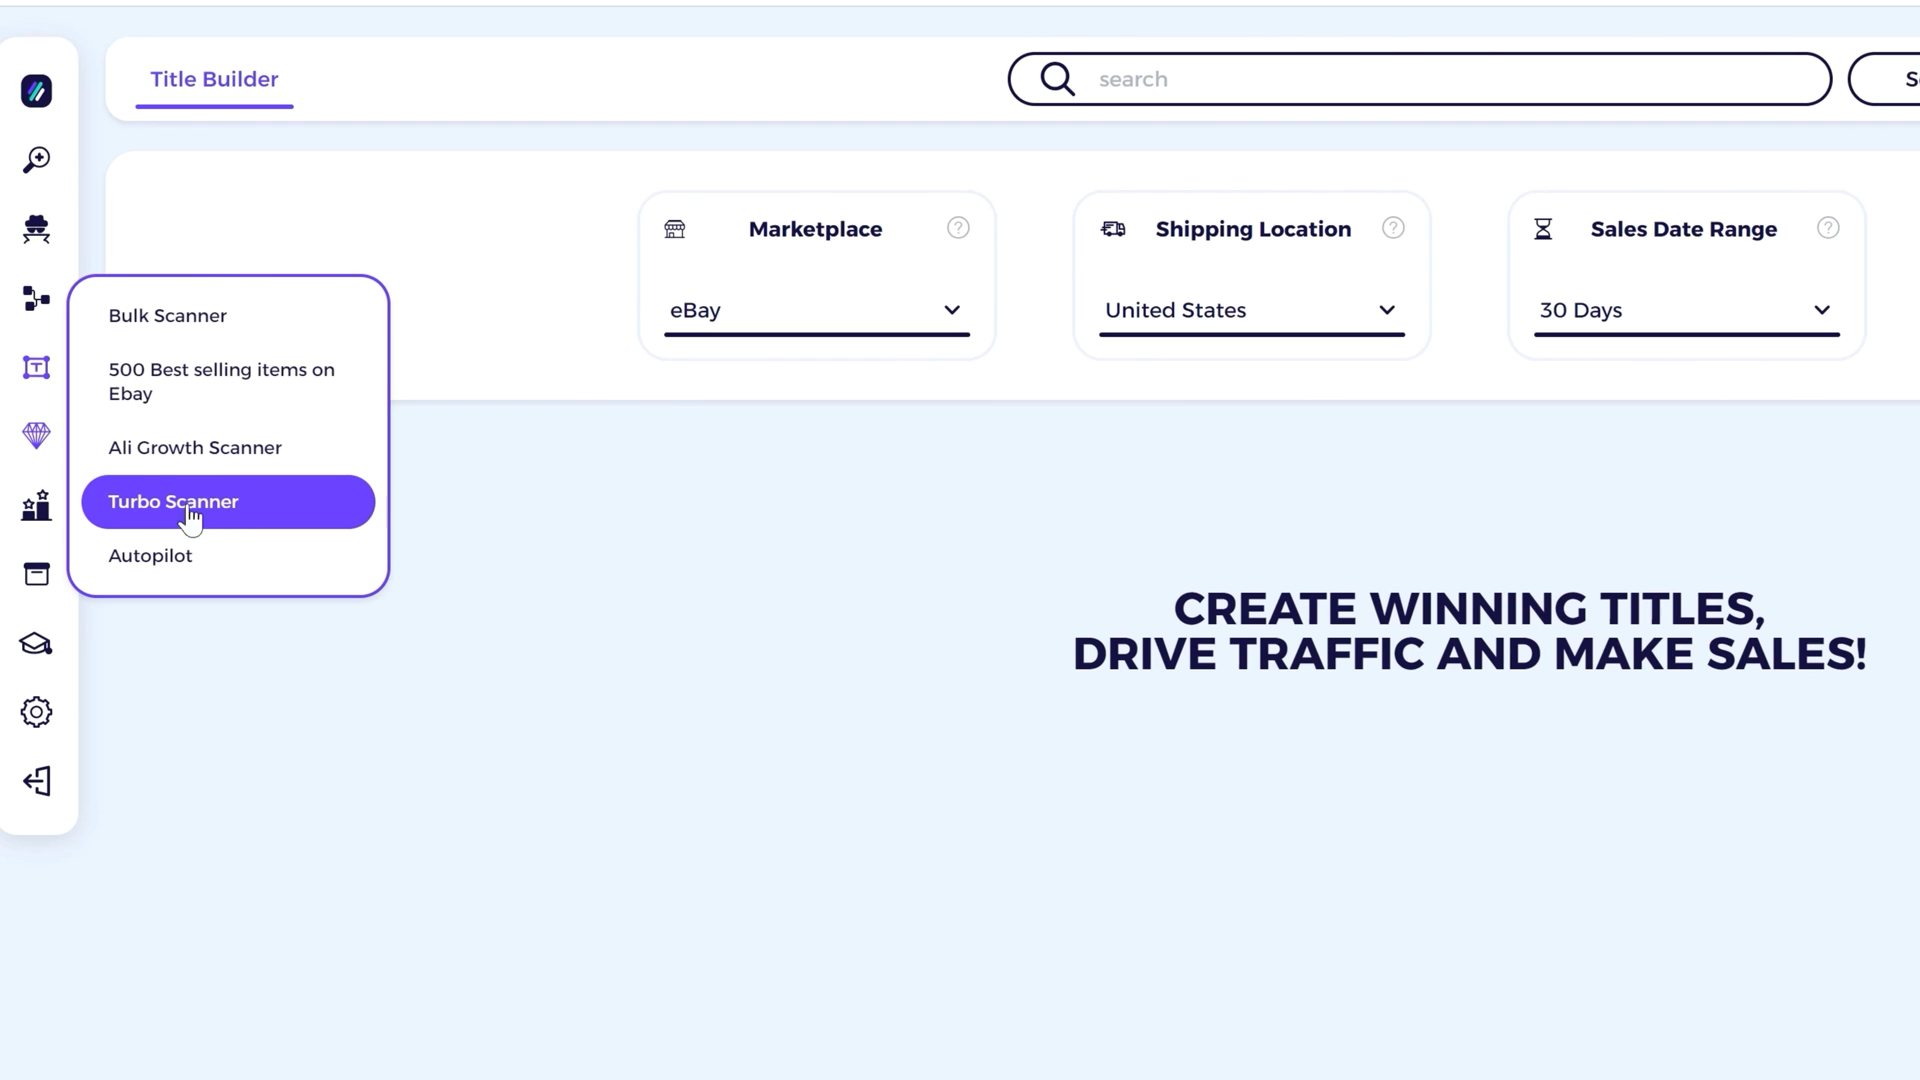 Title Builder
search
Marketplace
Shipping Location
Sales Date Range
eBay
United States
30 Days
Bulk Scanner
500 Best selling items on
Ebay
Ali Growth Scanner
Turbo Scanner
Autopilot
CREATE WINNING TITLES,
DRIVE TRAFFIC AND MAKE SALES!